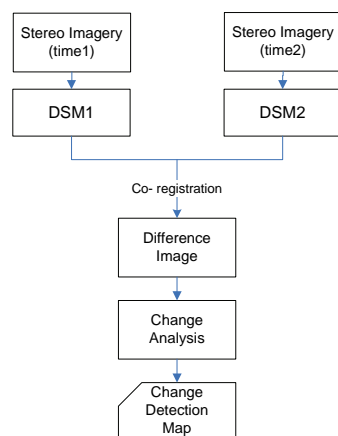 Stereo Imagery
(time1)
Stereo Imagery
(time2)
DSM1
DSM2
Co- registration
Difference
Image
Change
Analysis
Change
Detection
Map